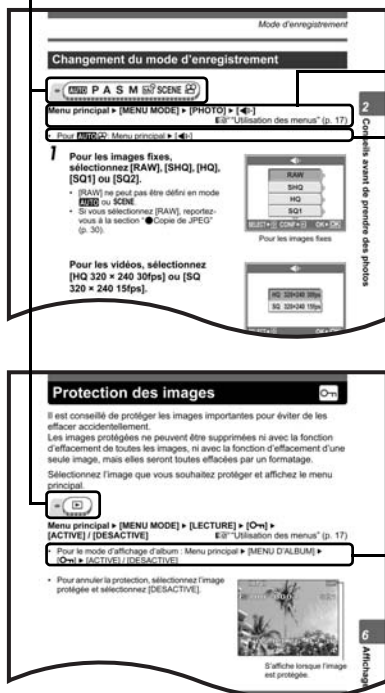 Mode d'enregistrement
Changement du mode d'enregistrement
AUTO P A S M SCENE
Menu principal ▸ [MENU MODE] ▸ [PHOTO] ▸ [◀:-]
"Utilisation des menus" (p. 17)
• Pour AUTO : Menu principal ▸ [◀:-]
2
Conseils avant de prendre des photos
1 Pour les images fixes,
sélectionnez [RAW], [SHQ], [HQ],
[SQ1] ou [SQ2].
• [RAW] ne peut pas être défini en mode
AUTO ou SCENE.
• Si vous sélectionnez [RAW], reportez-
vous à la section "●Copie de JPEG"
(p. 30).
RAW
SHQ
HQ
SQ1
SELECT CONF OK
Pour les images fixes
Pour les vidéos, sélectionnez
[HQ 320 × 240 30fps] ou [SQ
320 × 240 15fps].
HQ 320×240 30fps
SQ 320×240 15fps
Protection des images
Il est conseillé de protéger les images importantes pour éviter de les
effacer accidentellement.
Les images protégées ne peuvent être supprimées ni avec la fonction
d'effacement de toutes les images, ni avec la fonction d'effacement d'une
seule image, mais elles seront toutes effacées par un formatage.
Sélectionnez l'image que vous souhaitez protéger et affichez le menu
principal.
Menu principal ▸ [MENU MODE] ▸ [LECTURE] ▸ [O⊓] ▸
[ACTIVE] / [DESACTIVE]
"Utilisation des menus" (p. 17)
• Pour le mode d'affichage d'album : Menu principal ▸ [MENU D'ALBUM] ▸
[O⊓] ▸ [ACTIVE] / [DESACTIVE]
• Pour annuler la protection, sélectionnez l'image
protégée et sélectionnez [DESACTIVE].
S'affiche lorsque l'image
est protégée.
6
Affichage